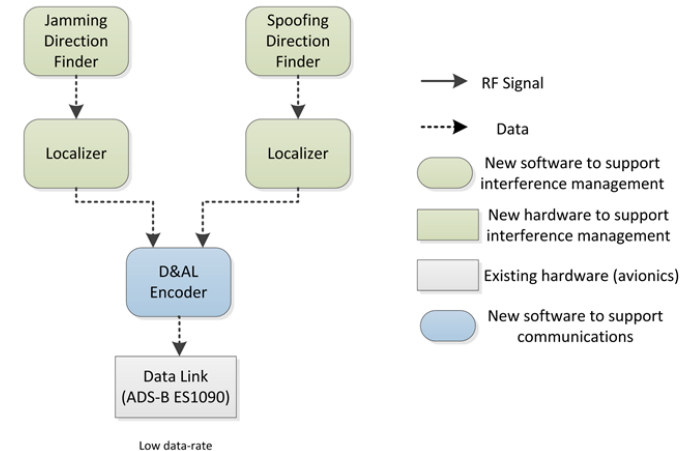 Jamming
Direction
Finder
Spoofing
Direction
Finder
Localizer
Localizer
D&AL
Encoder
Data Link
(ADS-B ES1090)
Low data-rate
RF Signal
Data
New software to support
interference management
New hardware to support
interference management
Existing hardware (avionics)
New software to support
communications